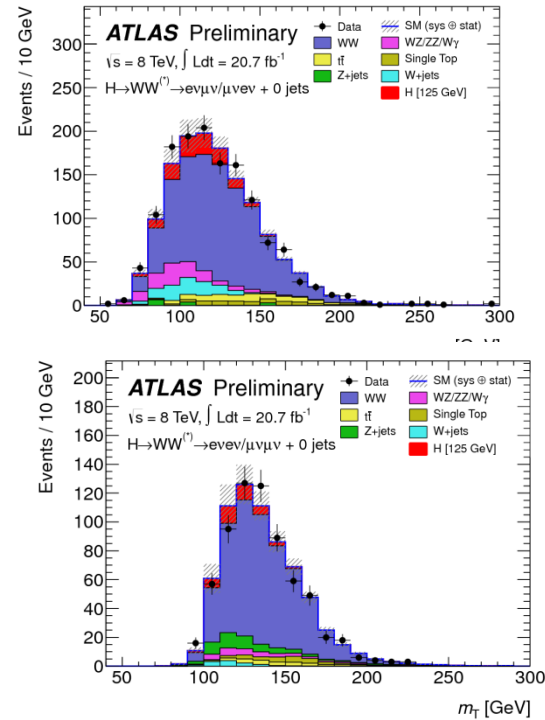 Events / 10 GeV
ATLAS Preliminary
√s = 8 TeV, ∫ Ldt = 20.7 fb⁻¹
H→WW(*)→eνμν/μνeν + 0 jets
Data
SM (sys ⊕ stat)
WW
WZ/ZZ/Wγ
tt̄
Single Top
Z+jets
W+jets
H [125 GeV]
300
250
200
150
100
50
0
50 100 150 200 250 300
Events / 10 GeV
ATLAS Preliminary
√s = 8 TeV, ∫ Ldt = 20.7 fb⁻¹
H→WW(*)→eνeν/μνμν + 0 jets
Data
SM (sys ⊕ stat)
WW
WZ/ZZ/Wγ
tt̄
Single Top
Z+jets
W+jets
H [125 GeV]
200
180
160
140
120
100
80
60
40
20
0
50 100 150 200 250 300
mT [GeV]